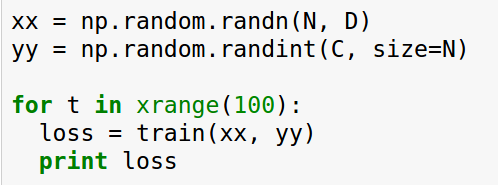 xx = np.random.randn(N, D)
yy = np.random.randint(C, size=N)
for t in xrange(100):
  loss = train(xx, yy)
  print loss